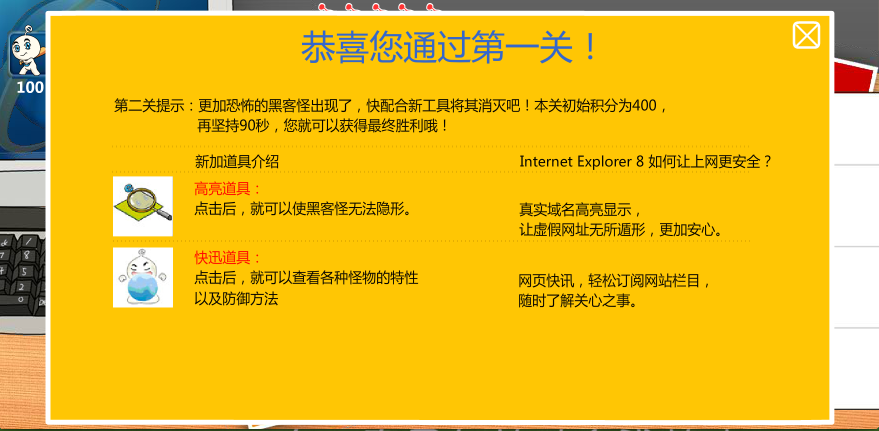 恭喜您通过第一关！
100
第二关提示：更加恐怖的黑客怪出现了，快配合新工具将其消灭吧！本关初始积分为400，
再坚持90秒，您就可以获得最终胜利哦！
新加道具介绍
Internet Explorer 8 如何让上网更安全？
高亮道具：
点击后，就可以使黑客怪无法隐形。
真实域名高亮显示，
让虚假网址无所遁形，更加安心。
快迅道具：
点击后，就可以查看各种怪物的特性
以及防御方法
网页快讯，轻松订阅网站栏目，
随时了解关心之事。